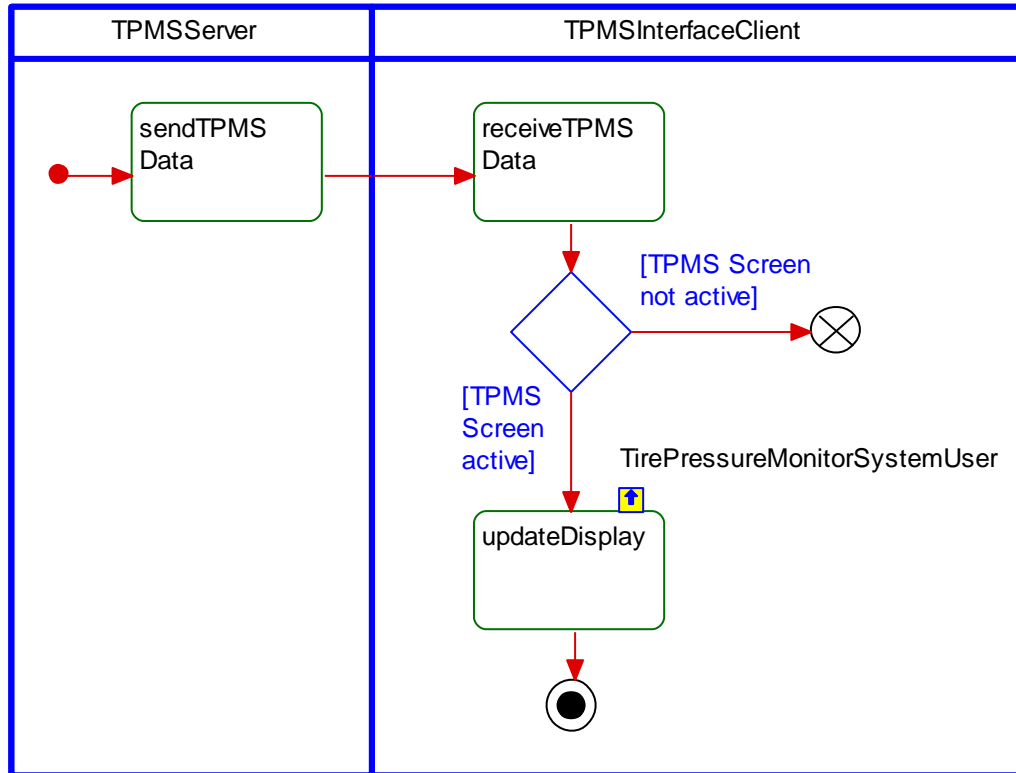 TPMSServer
TPMSInterfaceClient
sendTPMS
Data
receiveTPMS
Data
[TPMS Screen
not active]
[TPMS
Screen
active]
TirePressureMonitorSystemUser
updateDisplay